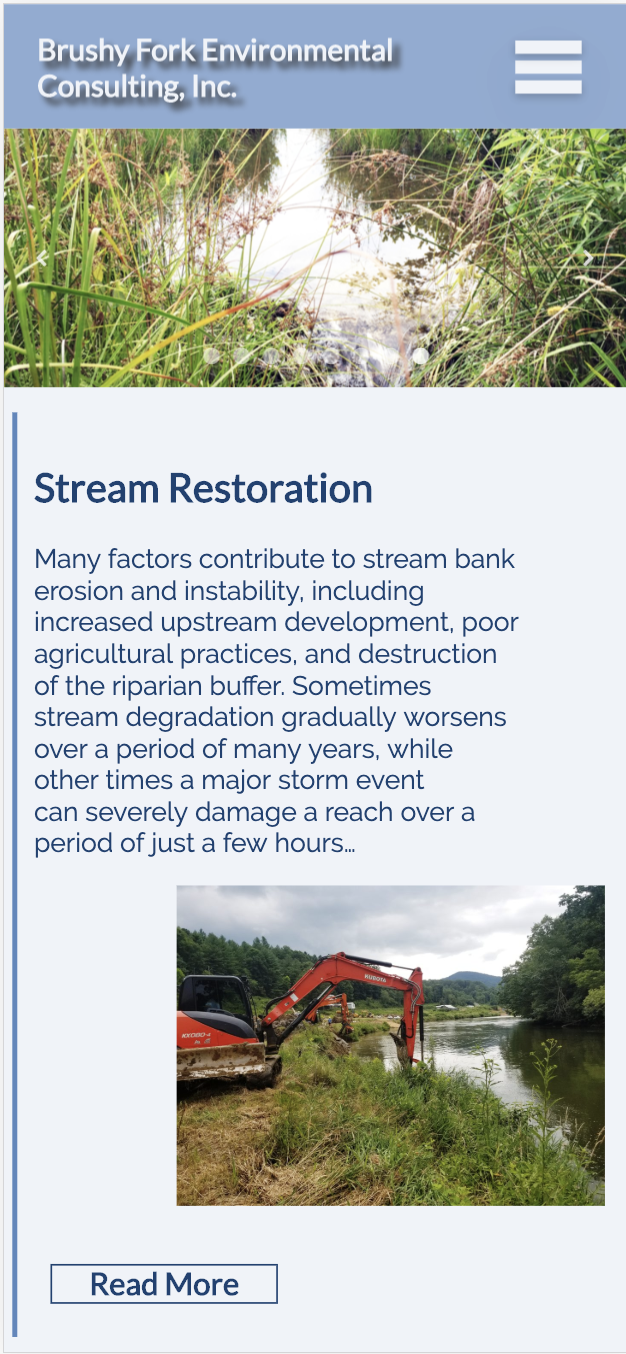 Brushy Fork Environmental
Consulting, Inc.
Stream Restoration
Many factors contribute to stream bank
erosion and instability, including
increased upstream development, poor
agricultural practices, and destruction
of the riparian buffer. Sometimes
stream degradation gradually worsens
over a period of many years, while
other times a major storm event
can severely damage a reach over a
period of just a few hours…
KUBOTA
KX080-4
Read More